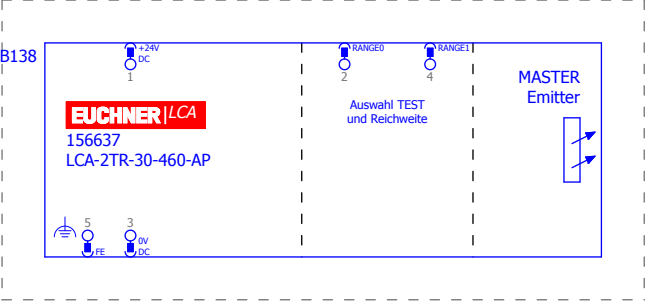 B138
+24V
DC
1
RANGE0
2
RANGE1
4
MASTER
Emitter
Auswahl TEST
und Reichweite
EUCHNER LCA
156637
LCA-2TR-30-460-AP
5
FE
3
0V
DC